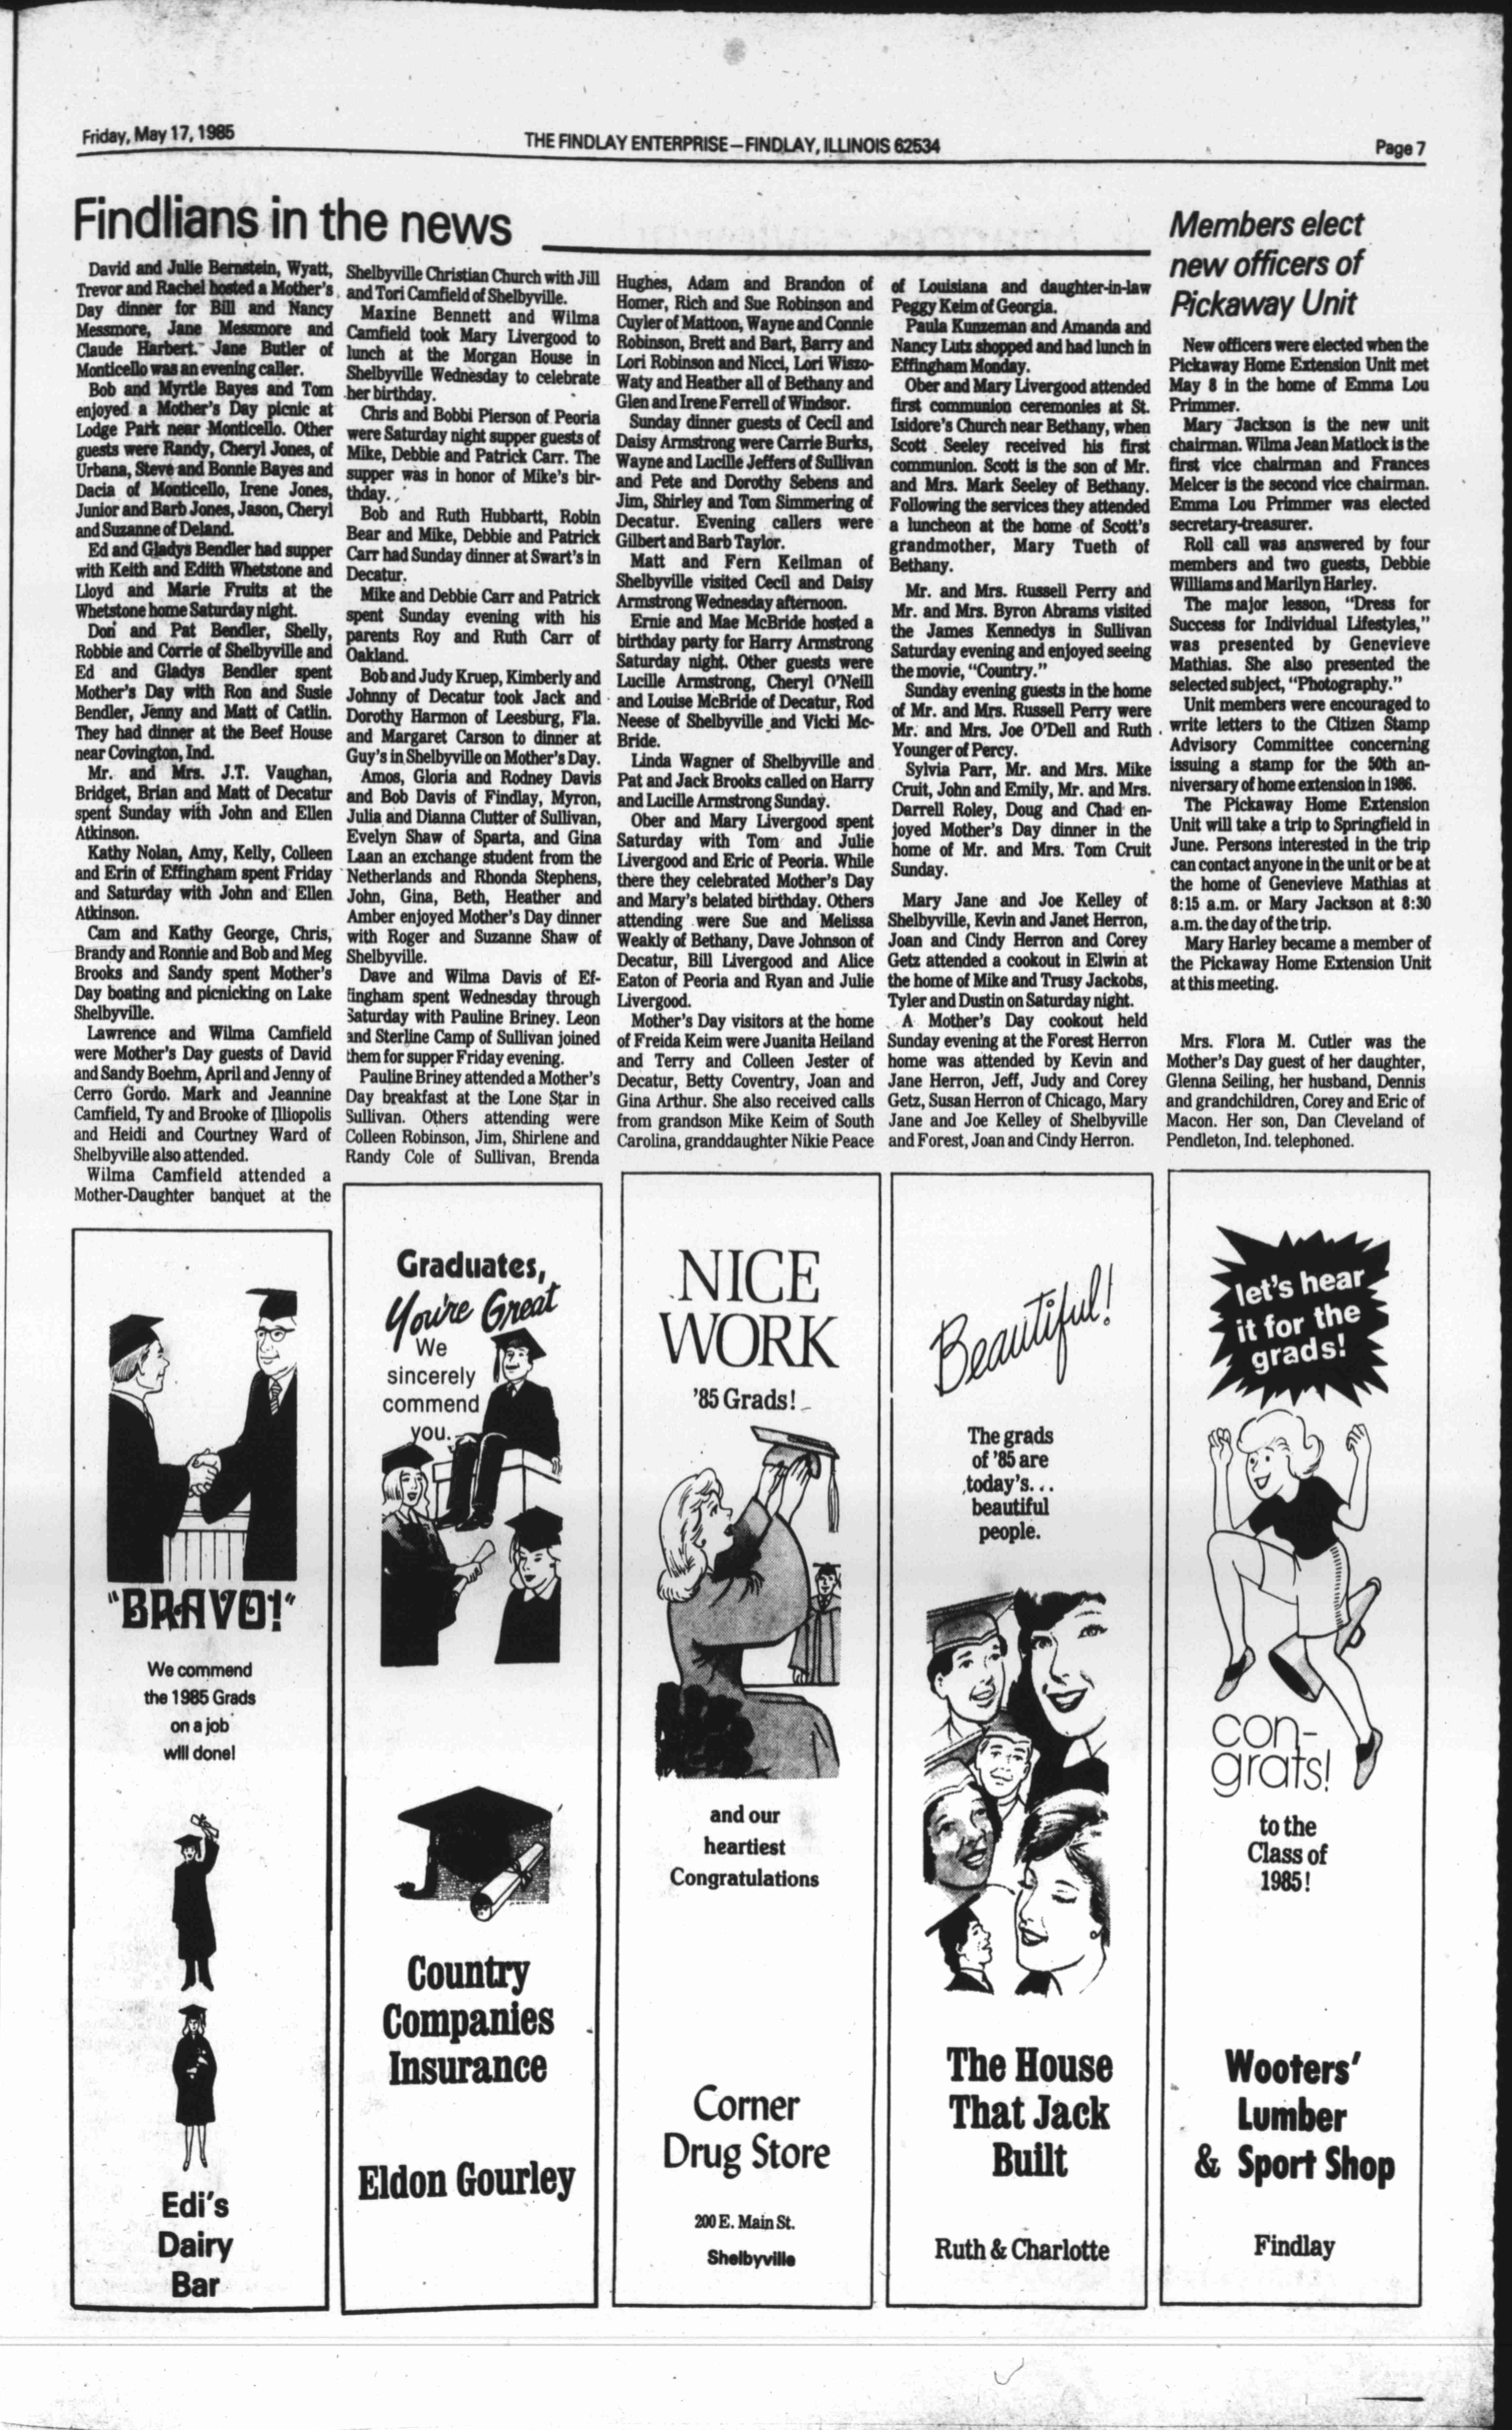 Friday, May 17, 1985
THE FINDLAY ENTERPRISE—FINDLAY, ILLINOIS 62534
Page 7
Findlians in the news
David and Julie Bernstein, Wyatt,
Trevor and Rachel hosted a Mother's
Day dinner for Bill and Nancy
Messmore, Jane Messmore and
Claude Harbert. Jane Butler of
Monticello was an evening caller.
Bob and Myrtle Bayes and Tom
enjoyed a Mother's Day picnic at
Lodge Park near Monticello. Other
guests were Randy, Cheryl Jones, of
Urbana, Steve and Bonnie Bayes and
Dacia of Monticello, Irene Jones,
Junior and Barb Jones, Jason, Cheryl
and Suzanne of Deland.
Ed and Gladys Bendler had supper
with Keith and Edith Whetstone and
Lloyd and Marie Fruits at the
Whetstone home Saturday night.
Don and Pat Bendler, Shelly,
Robbie and Corrie of Shelbyville and
Ed and Gladys Bendler spent
Mother's Day with Ron and Susie
Bendler, Jenny and Matt of Catlin.
They had dinner at the Beef House
near Covington, Ind.
Mr. and Mrs. J.T. Vaughan,
Bridget, Brian and Matt of Decatur
spent Sunday with John and Ellen
Atkinson.
Kathy Nolan, Amy, Kelly, Colleen
and Erin of Effingham spent Friday
and Saturday with John and Ellen
Atkinson.
Cam and Kathy George, Chris,
Brandy and Ronnie and Bob and Meg
Brooks and Sandy spent Mother's
Day boating and picnicking on Lake
Shelbyville.
Lawrence and Wilma Camfield
were Mother's Day guests of David
and Sandy Boehm, April and Jenny of
Cerro Gordo. Mark and Jeannine
Camfield, Ty and Brooke of Illiopolis
and Heidi and Courtney Ward of
Shelbyville also attended.
Wilma Camfield attended a
Mother-Daughter banquet at the
Shelbyville Christian Church with Jill
and Tori Camfield of Shelbyville.
Maxine Bennett and Wilma
Camfield took Mary Livergood to
lunch at the Morgan House in
Shelbyville Wednesday to celebrate
her birthday.
Chris and Bobbi Pierson of Peoria
were Saturday night supper guests of
Mike, Debbie and Patrick Carr. The
supper was in honor of Mike's bir-
thday.
Bob and Ruth Hubbartt, Robin
Bear and Mike, Debbie and Patrick
Carr had Sunday dinner at Swart's in
Decatur.
Mike and Debbie Carr and Patrick
spent Sunday evening with his
parents Roy and Ruth Carr of
Oakland.
Bob and Judy Kruep, Kimberly and
Johnny of Decatur took Jack and
Dorothy Harmon of Leesburg, Fla.
and Margaret Carson to dinner at
Guy's in Shelbyville on Mother's Day.
Amos, Gloria and Rodney Davis
and Bob Davis of Findlay, Myron,
Julia and Dianna Clutter of Sullivan,
Evelyn Shaw of Sparta, and Gina
Laan an exchange student from the
Netherlands and Rhonda Stephens,
John, Gina, Beth, Heather and
Amber enjoyed Mother's Day dinner
with Roger and Suzanne Shaw of
Shelbyville.
Dave and Wilma Davis of Ef-
fingham spent Wednesday through
Saturday with Pauline Briney. Leon
and Sterline Camp of Sullivan joined
them for supper Friday evening.
Pauline Briney attended a Mother's
Day breakfast at the Lone Star in
Sullivan. Others attending were
Colleen Robinson, Jim, Shirlene and
Randy Cole of Sullivan, Brenda
Hughes, Adam and Brandon of
Homer, Rich and Sue Robinson and
Cuyler of Mattoon, Wayne and Connie
Robinson, Brett and Bart, Barry and
Lori Robinson and Nicci, Lori Wiszo-
Waty and Heather all of Bethany and
Glen and Irene Ferrell of Windsor.
Sunday dinner guests of Cecil and
Daisy Armstrong were Carrie Burks,
Wayne and Lucille Jeffers of Sullivan
and Pete and Dorothy Sebens and
Jim, Shirley and Tom Simmering of
Decatur. Evening callers were
Gilbert and Barb Taylor.
Matt and Fern Keilman of
Shelbyville visited Cecil and Daisy
Armstrong Wednesday afternoon.
Ernie and Mae McBride hosted a
birthday party for Harry Armstrong
Saturday night. Other guests were
Lucille Armstrong, Cheryl O'Neill
and Louise McBride of Decatur, Rod
Neese of Shelbyville and Vicki Mc-
Bride.
Linda Wagner of Shelbyville and
Pat and Jack Brooks called on Harry
and Lucille Armstrong Sunday.
Ober and Mary Livergood spent
Saturday with Tom and Julie
Livergood and Eric of Peoria. While
there they celebrated Mother's Day
and Mary's belated birthday. Others
attending were Sue and Melissa
Weakly of Bethany, Dave Johnson of
Decatur, Bill Livergood and Alice
Eaton of Peoria and Ryan and Julie
Livergood.
Mother's Day visitors at the home
of Freida Keim were Juanita Heiland
and Terry and Colleen Jester of
Decatur, Betty Coventry, Joan and
Gina Arthur. She also received calls
from grandson Mike Keim of South
Carolina, granddaughter Nikie Peace
of Louisiana and daughter-in-law
Peggy Keim of Georgia.
Paula Kunzeman and Amanda and
Nancy Lutz shopped and had lunch in
Effingham Monday.
Ober and Mary Livergood attended
first communion ceremonies at St.
Isidore's Church near Bethany, when
Scott Seeley received his first
communion. Scott is the son of Mr.
and Mrs. Mark Seeley of Bethany.
Following the services they attended
a luncheon at the home of Scott's
grandmother, Mary Tueth of
Bethany.
Mr. and Mrs. Russell Perry and
Mr. and Mrs. Byron Abrams visited
the James Kennedys in Sullivan
Saturday evening and enjoyed seeing
the movie, "Country."
Sunday evening guests in the home
of Mr. and Mrs. Russell Perry were
Mr. and Mrs. Joe O'Dell and Ruth
Younger of Percy.
Sylvia Parr, Mr. and Mrs. Mike
Cruit, John and Emily, Mr. and Mrs.
Darrell Roley, Doug and Chad en-
joyed Mother's Day dinner in the
home of Mr. and Mrs. Tom Cruit
Sunday.
Mary Jane and Joe Kelley of
Shelbyville, Kevin and Janet Herron,
Joan and Cindy Herron and Corey
Getz attended a cookout in Elwin at
the home of Mike and Trusy Jackobs,
Tyler and Dustin on Saturday night.
A Mother's Day cookout held
Sunday evening at the Forest Herron
home was attended by Kevin and
Jane Herron, Jeff, Judy and Corey
Getz, Susan Herron of Chicago, Mary
Jane and Joe Kelley of Shelbyville
and Forest, Joan and Cindy Herron.
Members elect
new officers of
Pickaway Unit
New officers were elected when the
Pickaway Home Extension Unit met
May 8 in the home of Emma Lou
Primmer.
Mary Jackson is the new unit
chairman. Wilma Jean Matlock is the
first vice chairman and Frances
Melcer is the second vice chairman.
Emma Lou Primmer was elected
secretary-treasurer.
Roll call was answered by four
members and two guests, Debbie
Williams and Marilyn Harley.
The major lesson, "Dress for
Success for Individual Lifestyles,"
was presented by Genevieve
Mathias. She also presented the
selected subject, "Photography."
Unit members were encouraged to
write letters to the Citizen Stamp
Advisory Committee concerning
issuing a stamp for the 50th an-
niversary of home extension in 1986.
The Pickaway Home Extension
Unit will take a trip to Springfield in
June. Persons interested in the trip
can contact anyone in the unit or be at
the home of Genevieve Mathias at
8:15 a.m. or Mary Jackson at 8:30
a.m. the day of the trip.
Mary Harley became a member of
the Pickaway Home Extension Unit
at this meeting.
Mrs. Flora M. Cutler was the
Mother's Day guest of her daughter,
Glenna Seiling, her husband, Dennis
and grandchildren, Corey and Eric of
Macon. Her son, Dan Cleveland of
Pendleton, Ind. telephoned.
"BRAVO!"
We commend
the 1985 Grads
on a job
will done!
Edi's
Dairy
Bar
Graduates,
You're Great
We
sincerely
commend
you.
Country
Companies
Insurance
Eldon Gourley
NICE
WORK
'85 Grads!
and our
heartiest
Congratulations
Corner
Drug Store
200 E. Main St.
Shelbyville
Beautiful!
The grads
of '85 are
today's...
beautiful
people.
The House
That Jack
Built
Ruth & Charlotte
let's hear
it for the
grads!
con-
grats!
to the
Class of
1985!
Wooters'
Lumber
& Sport Shop
Findlay